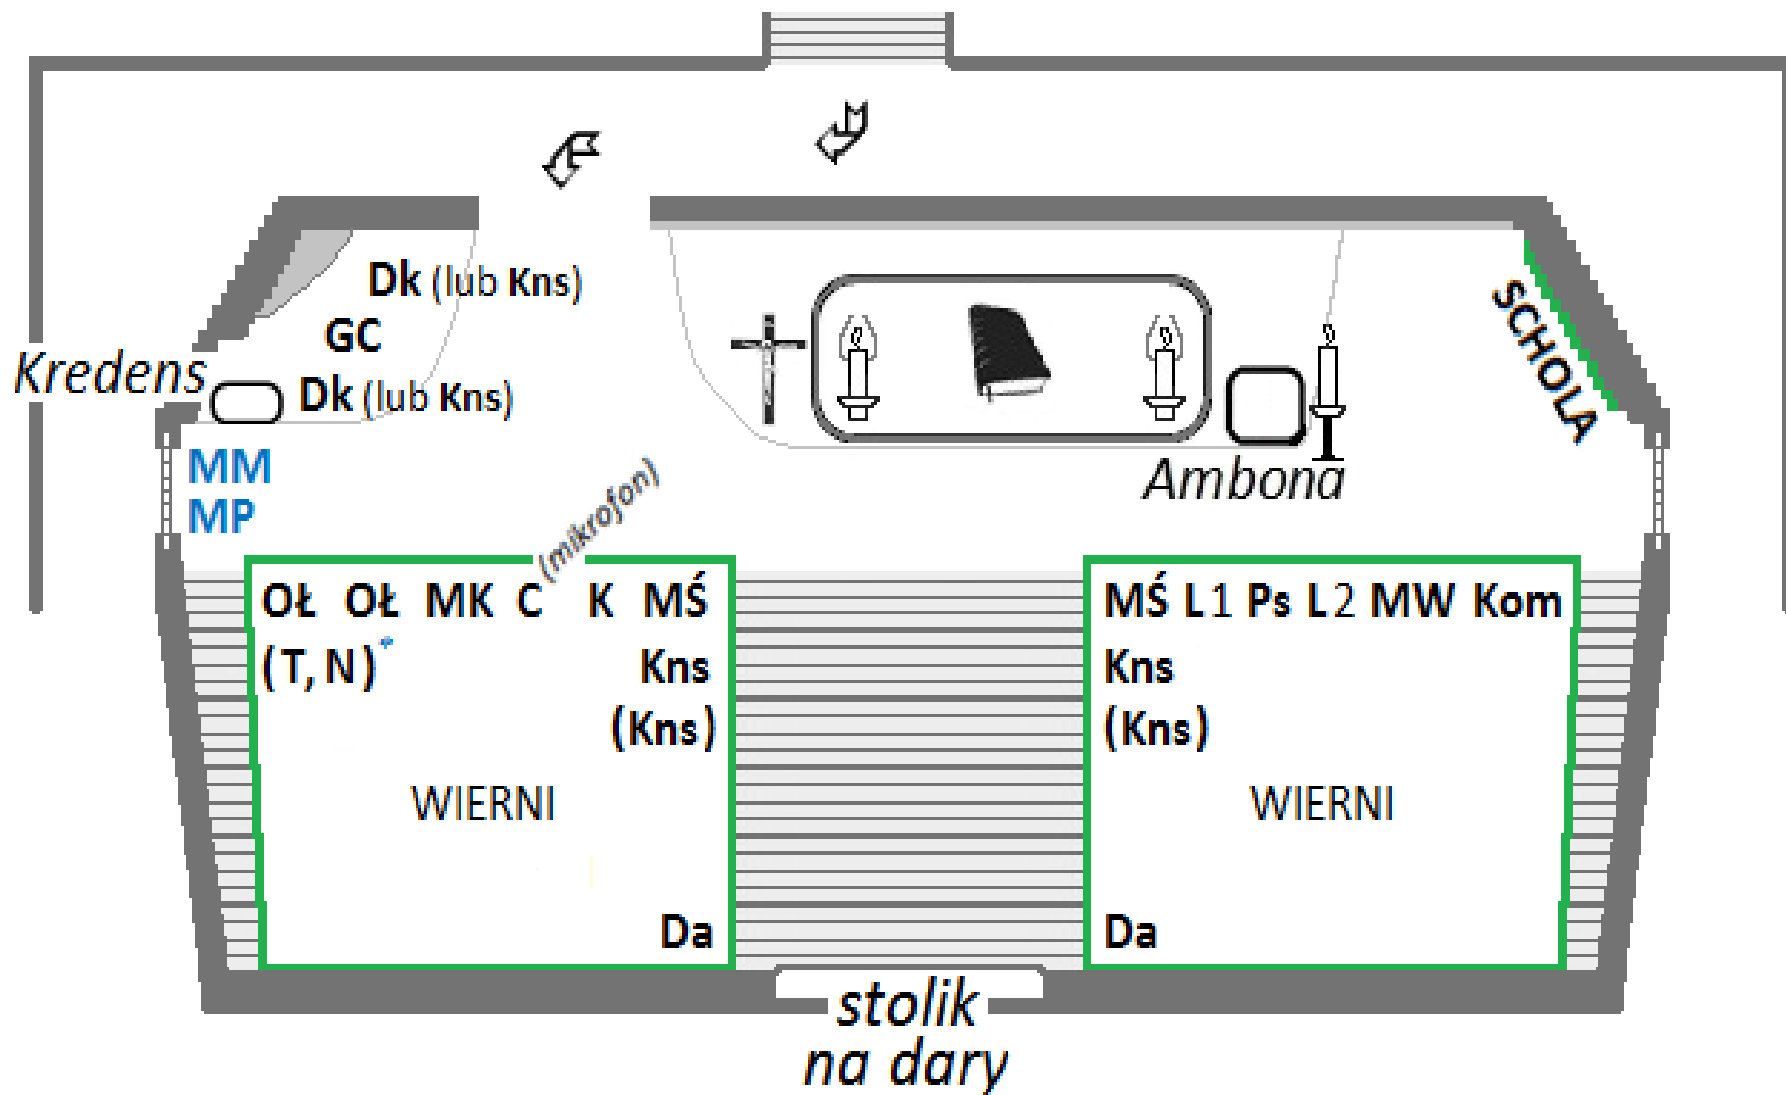 Dk (lub Kns)
GC
Kredens
Dk (lub Kns)
SCHOLA
MM
MP
Ambona
(mikrofon)
OŁ OŁ MK C K MŚ
(T, N)*
Kns
(Kns)
WIERNI
Da
MŚ L1 Ps L2 MW Kom
Kns
(Kns)
WIERNI
Da
stolik
na dary